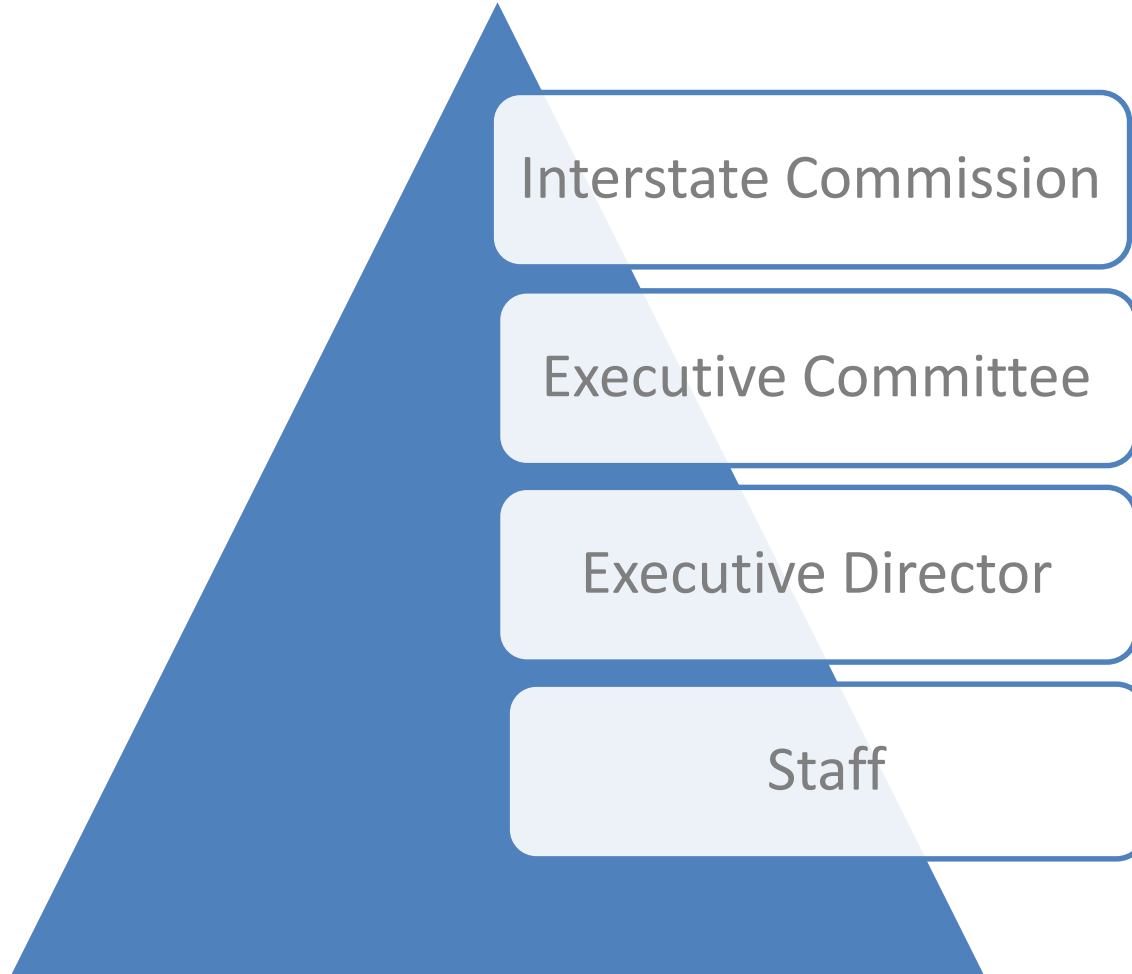 Interstate Commission
Executive Committee
Executive Director
Staff